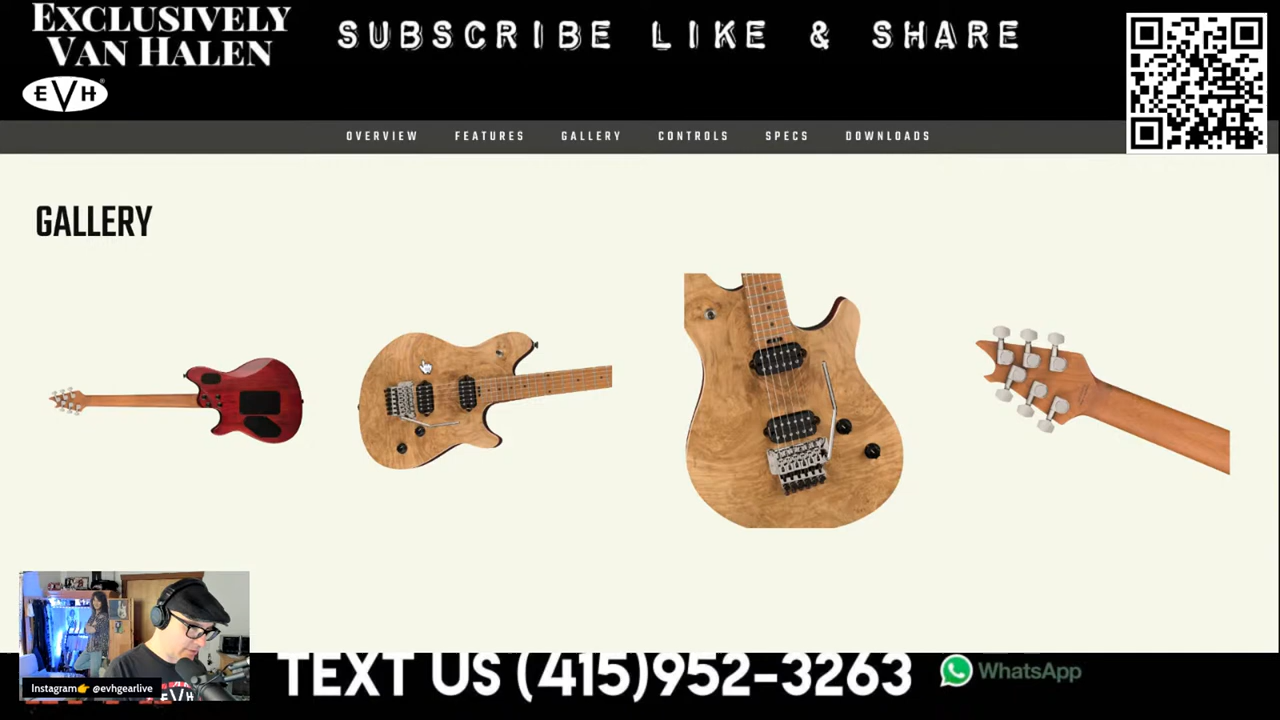 EXCLUSIVELY
VAN HALEN
EVH
SUBSCRIBE LIKE & SHARE
OVERVIEW FEATURES GALLERY CONTROLS SPECS DOWNLOADS
GALLERY
EVH
Instagram👉 @evhgearlive
TEXT US (415)952-3263
WhatsApp